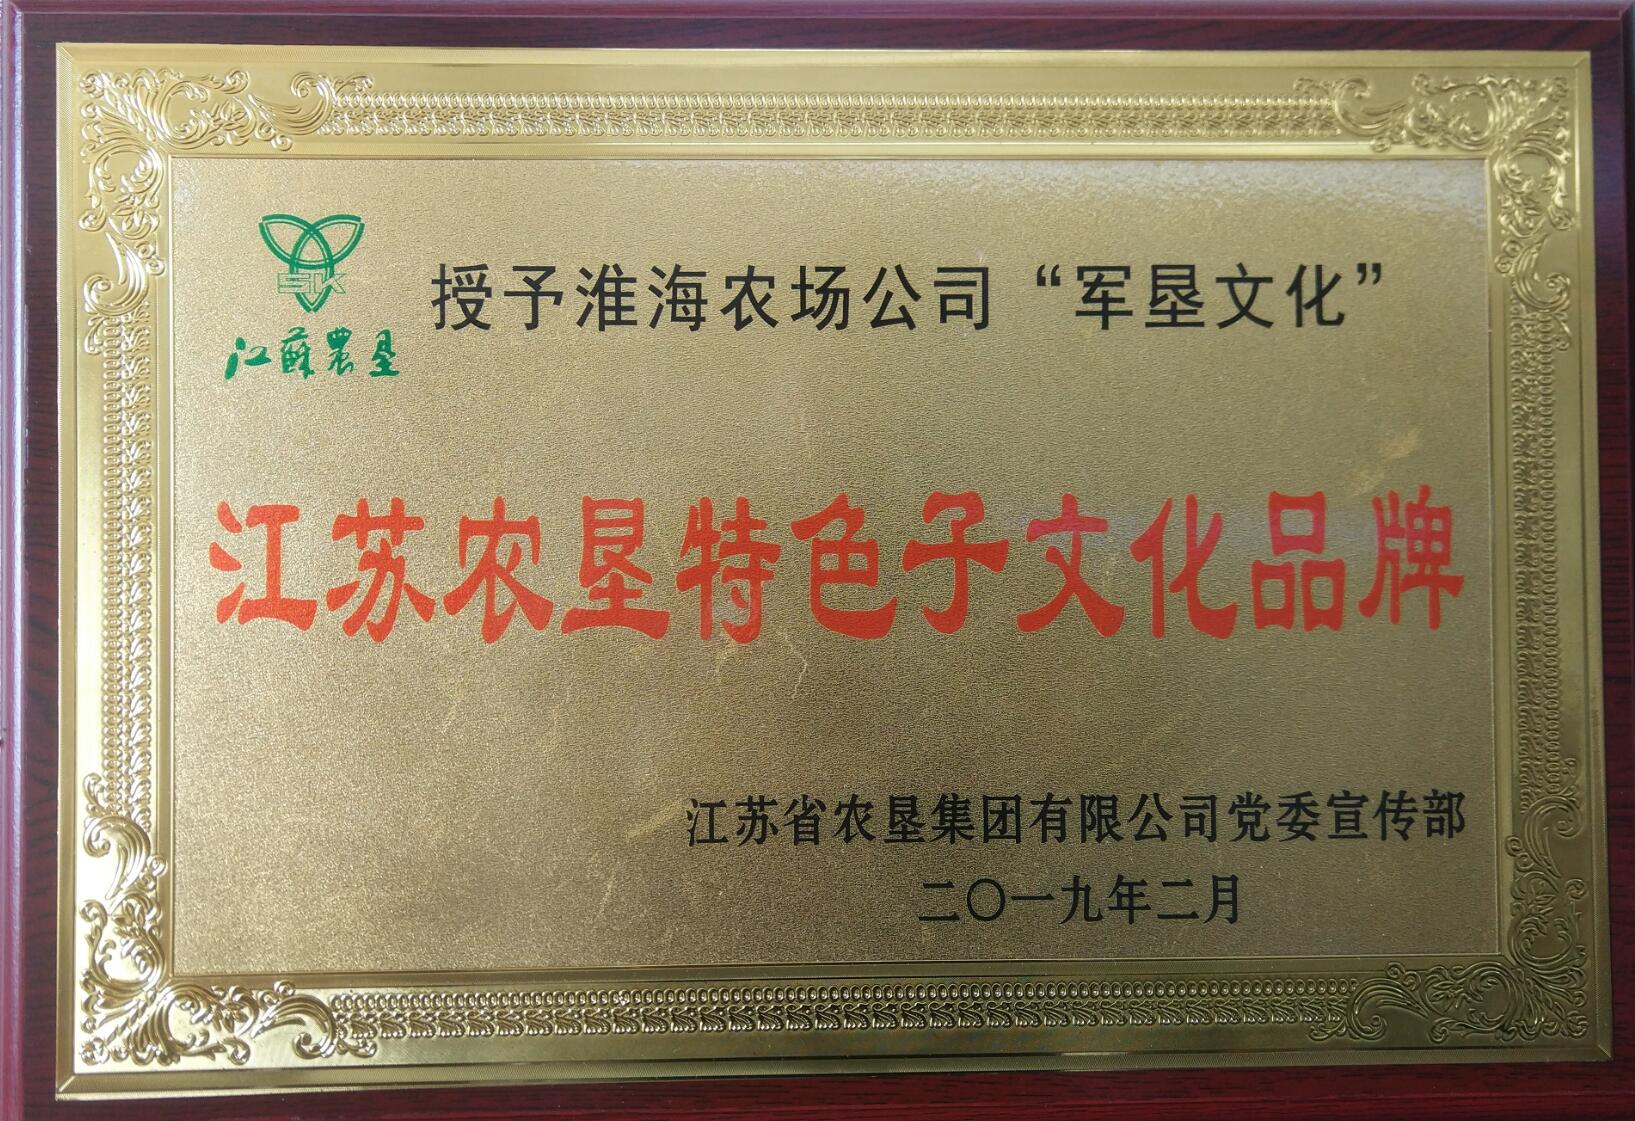 SK
江蘇農垦
授予淮海农场公司“军垦文化”
江苏农垦特色子文化品牌
江苏省农垦集团有限公司党委宣传部
二〇一九年二月